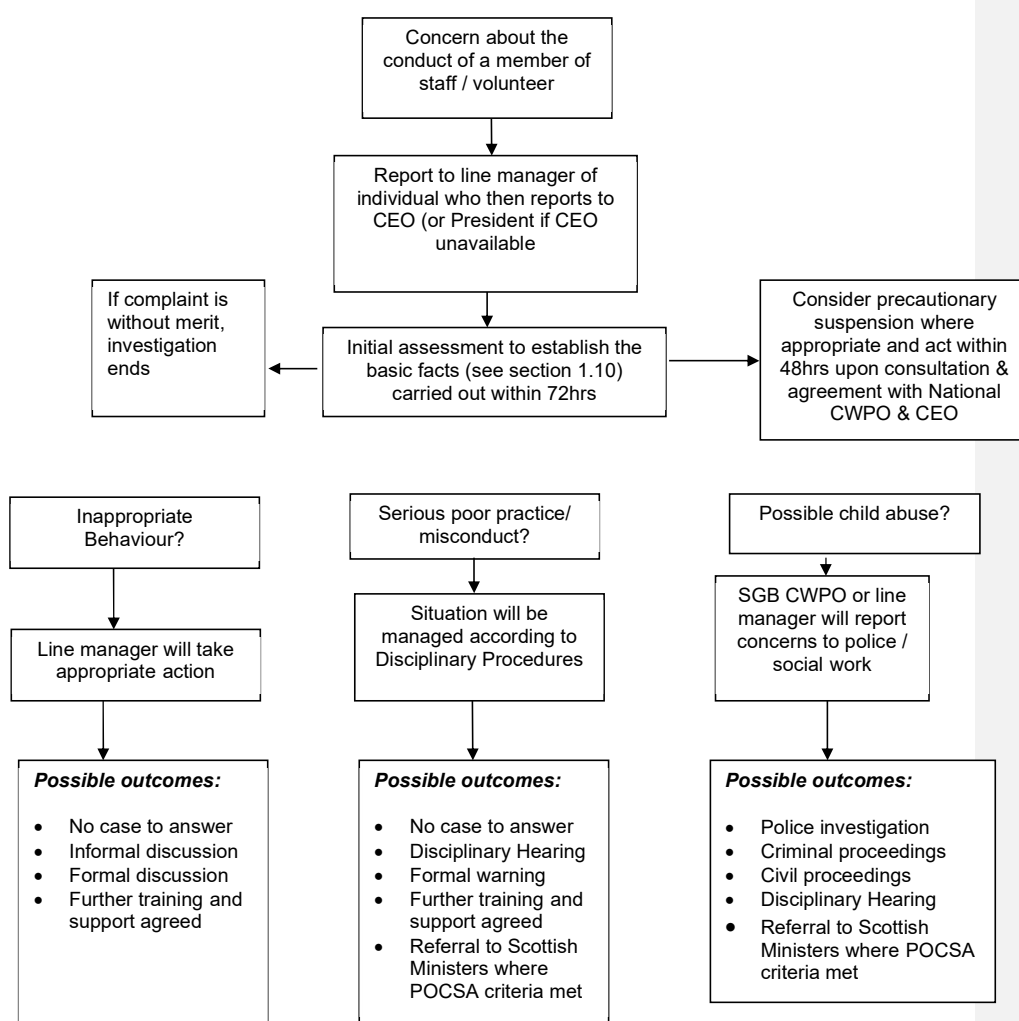 Concern about the
conduct of a member of
staff / volunteer
Report to line manager of
individual who then reports to
CEO (or President if CEO
unavailable
If complaint is
without merit,
investigation
ends
Initial assessment to establish the
basic facts (see section 1.10)
carried out within 72hrs
Consider precautionary
suspension where
appropriate and act within
48hrs upon consultation &
agreement with National
CWPO & CEO
Inappropriate
Behaviour?
Line manager will take
appropriate action
Possible outcomes:
• No case to answer
• Informal discussion
• Formal discussion
• Further training and
support agreed
Serious poor practice/
misconduct?
Situation will be
managed according to
Disciplinary Procedures
Possible outcomes:
• No case to answer
• Disciplinary Hearing
• Formal warning
• Further training and
support agreed
• Referral to Scottish
Ministers where
POCSA criteria met
Possible child abuse?
SGB CWPO or line
manager will report
concerns to police /
social work
Possible outcomes:
• Police investigation
• Criminal proceedings
• Civil proceedings
• Disciplinary Hearing
• Referral to Scottish
Ministers where POCSA
criteria met